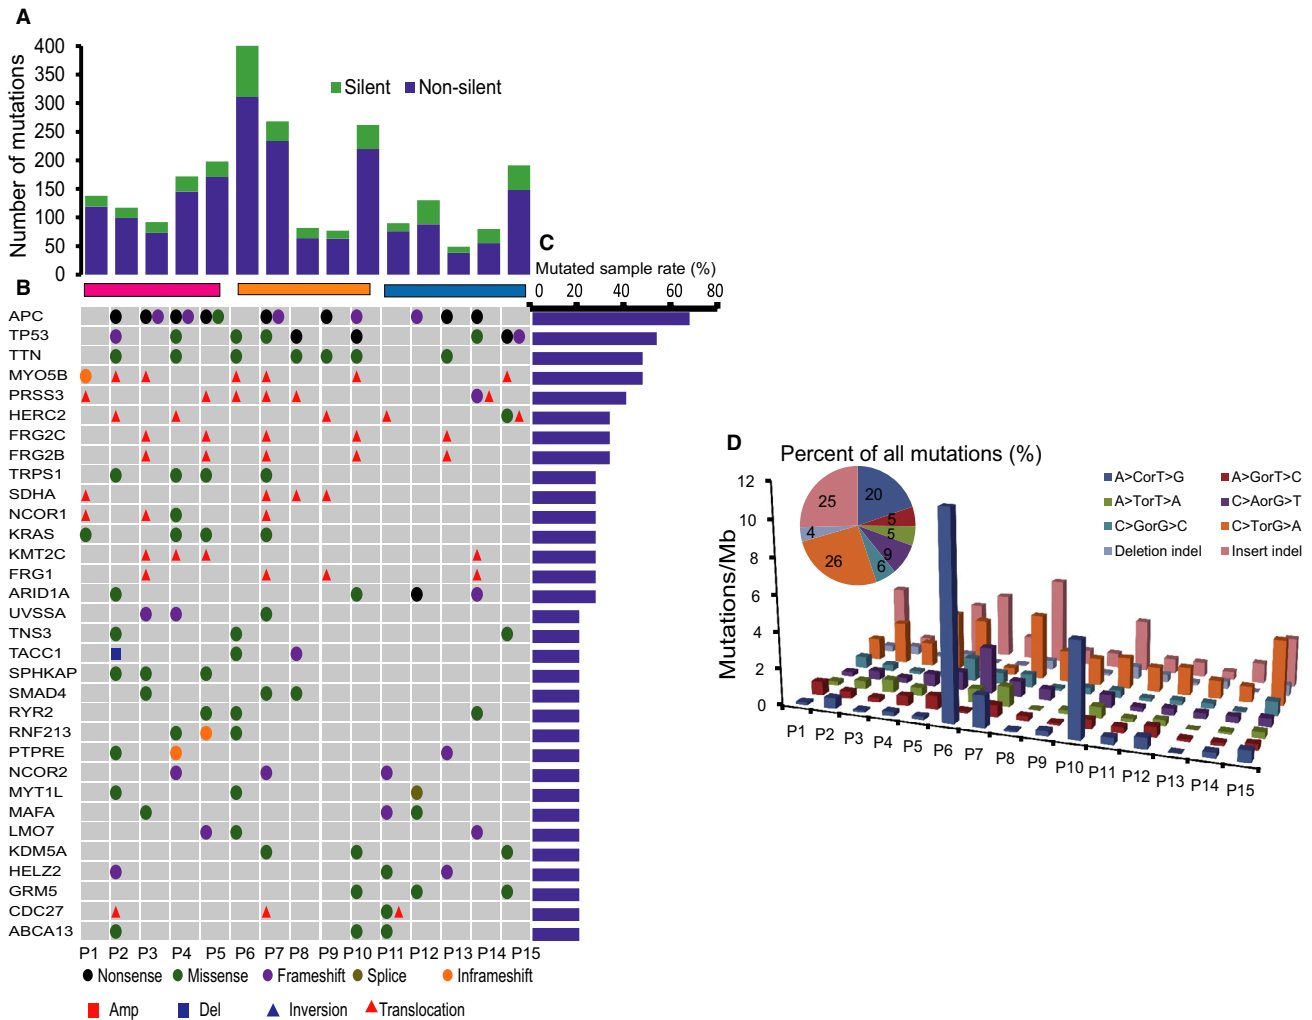 A
Number of mutations
400
350
300
250
200
150
100
50
0
Silent Non-silent
B
C
Mutated sample rate (%)
0 20 40 60 80
APC
TP53
TTN
MYO5B
PRSS3
HERC2
FRG2C
FRG2B
TRPS1
SDHA
NCOR1
KRAS
KMT2C
FRG1
ARID1A
UVSSA
TNS3
TACC1
SPHKAP
SMAD4
RYR2
RNF213
PTPRE
NCOR2
MYT1L
MAFA
LMO7
KDM5A
HELZ2
GRM5
CDC27
ABCA13
P1 P2 P3 P4 P5 P6 P7 P8 P9 P10 P11 P12 P13 P14 P15
Nonsense Missense Frameshift Splice Inframeshift
Amp Del Inversion Translocation
D
Percent of all mutations (%)
20
5
5
9
6
26
4
25
A>CorT>G A>GorT>C
A>TorT>A C>AorG>T
C>GorG>C C>TorG>A
Deletion indel Insert indel
Mutations/Mb
12
10
8
6
4
2
0
P1 P2 P3 P4 P5 P6 P7 P8 P9 P10 P11 P12 P13 P14 P15